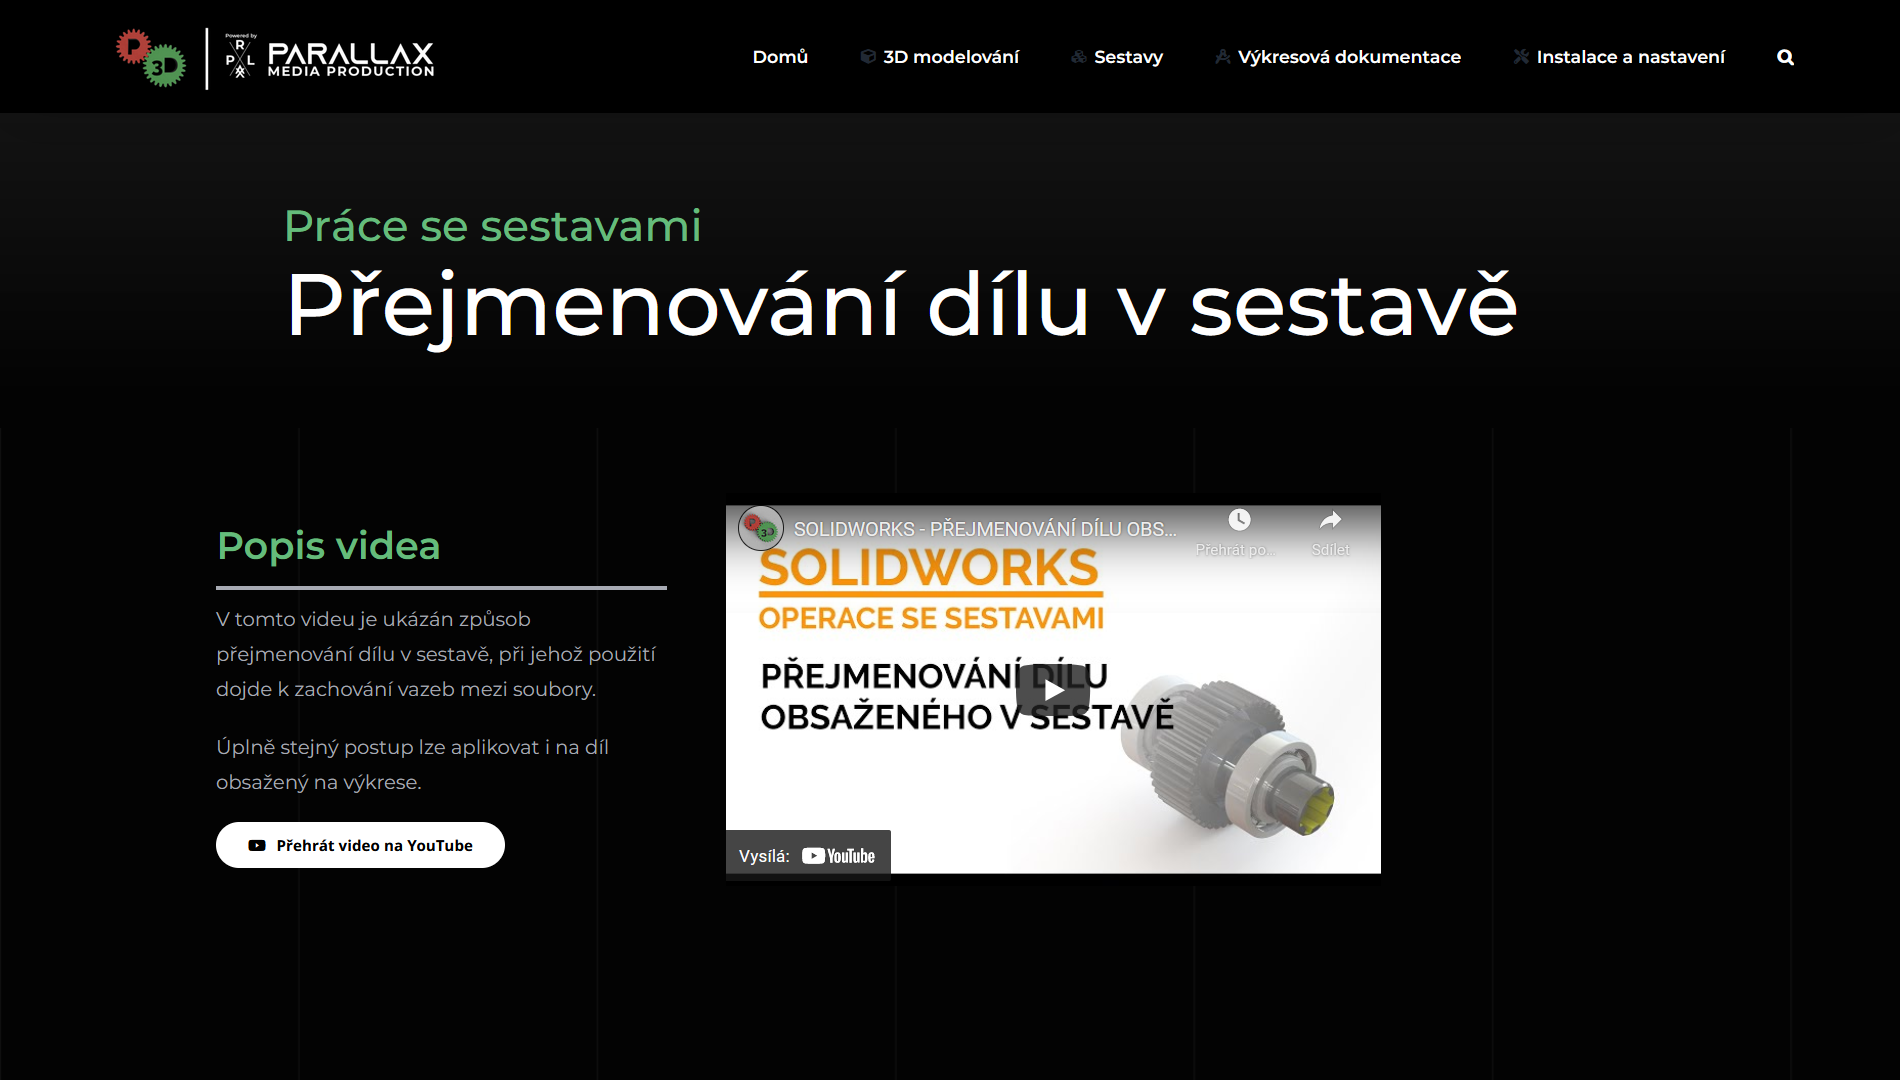 P
3D
Powered by
R
P L
A
PARALLAX
MEDIA PRODUCTION
Domů
3D modelování
Sestavy
Výkresová dokumentace
Instalace a nastavení
Práce se sestavami
Přejmenování dílu v sestavě
Popis videa
V tomto videu je ukázán způsob
přejmenování dílu v sestavě, při jehož použití
dojde k zachování vazeb mezi soubory.
Úplně stejný postup lze aplikovat i na díl
obsažený na výkrese.
Přehrát video na YouTube
P
3D
SOLIDWORKS - PŘEJMENOVÁNÍ DÍLU OBS...
Přehrát po...
Sdílet
SOLIDWORKS
OPERACE SE SESTAVAMI
PŘEJMENOVÁNÍ DÍLU
OBSAŽENÉHO V SESTAVĚ
Vysílá: YouTube